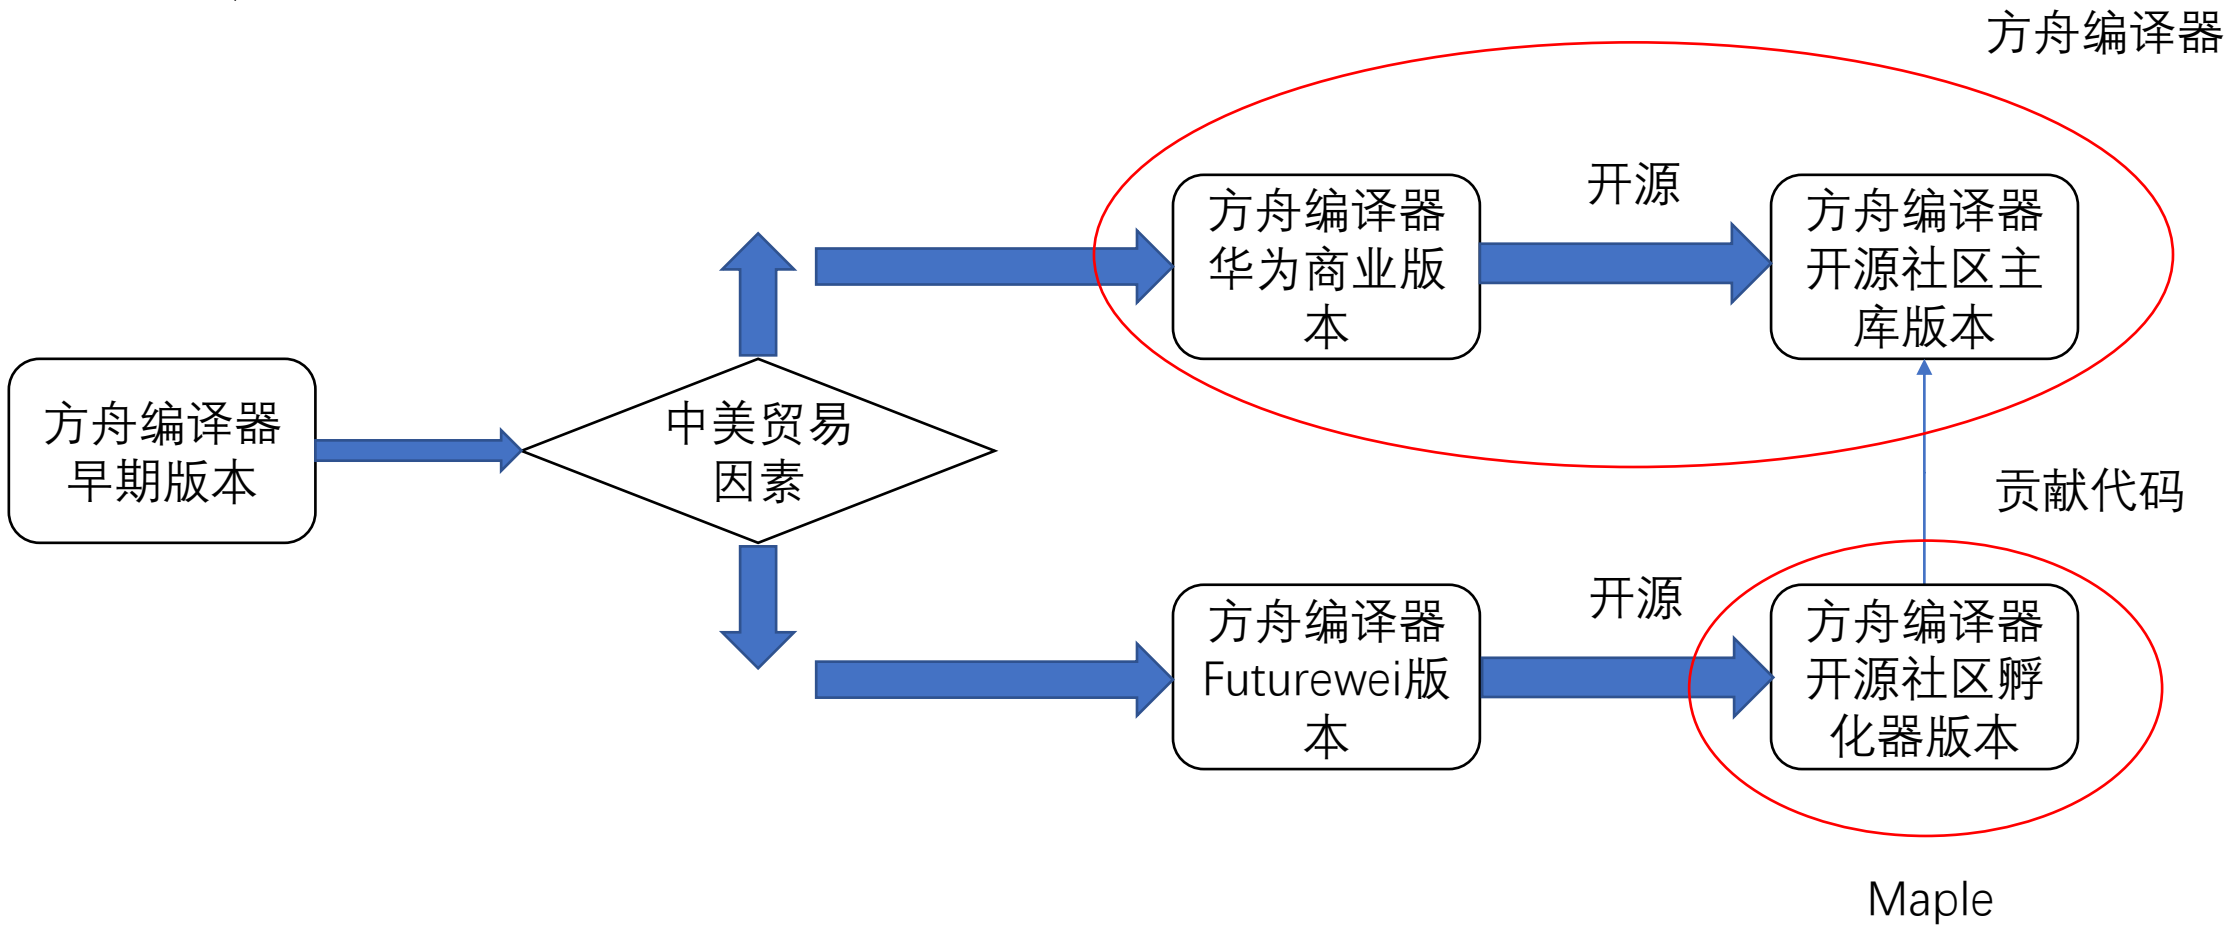 方舟编译器
开源
方舟编译器
华为商业版
本
方舟编译器
开源社区主
库版本
方舟编译器
早期版本
中美贸易
因素
贡献代码
开源
方舟编译器
Futurewei版
本
方舟编译器
开源社区孵
化器版本
Maple